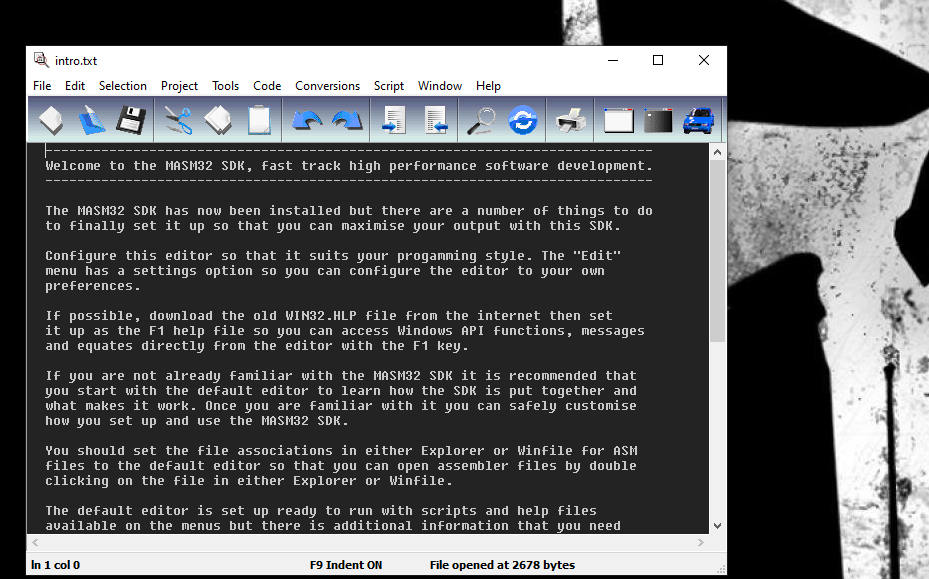 intro.txt
File Edit Selection Project Tools Code Conversions Script Window Help
--------------------------------------------------------------------------
Welcome to the MASM32 SDK, fast track high performance software development.
--------------------------------------------------------------------------
The MASM32 SDK has now been installed but there are a number of things to do
to finally set it up so that you can maximise your output with this SDK.
Configure this editor so that it suits your progamming style. The "Edit"
menu has a settings option so you can configure the editor to your own
preferences.
If possible, download the old WIN32.HLP file from the internet then set
it up as the F1 help file so you can access Windows API functions, messages
and equates directly from the editor with the F1 key.
If you are not already familiar with the MASM32 SDK it is recommended that
you start with the default editor to learn how the SDK is put together and
what makes it work. Once you are familiar with it you can safely customise
how you set up and use the MASM32 SDK.
You should set the file associations in either Explorer or Winfile for ASM
files to the default editor so that you can open assembler files by double
clicking on the file in either Explorer or Winfile.
The default editor is set up ready to run with scripts and help files
available on the menus but there is additional information that you need
ln 1 col 0 F9 Indent ON File opened at 2678 bytes